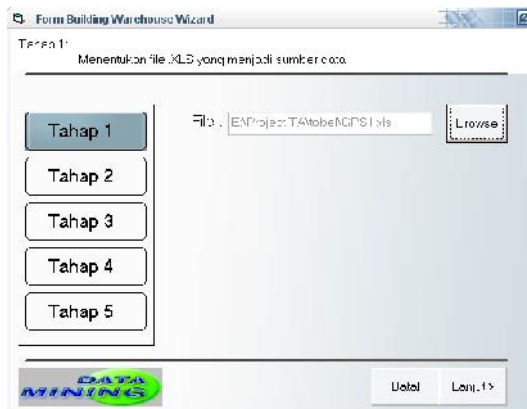 Form Building Warehouse Wizard
Tahap 1:
Menentukan file .XLS yang menjadi sumber data
Tahap 1
Tahap 2
Tahap 3
Tahap 4
Tahap 5
File :
Browse
DATA
MINING
Batal
Lanjut >